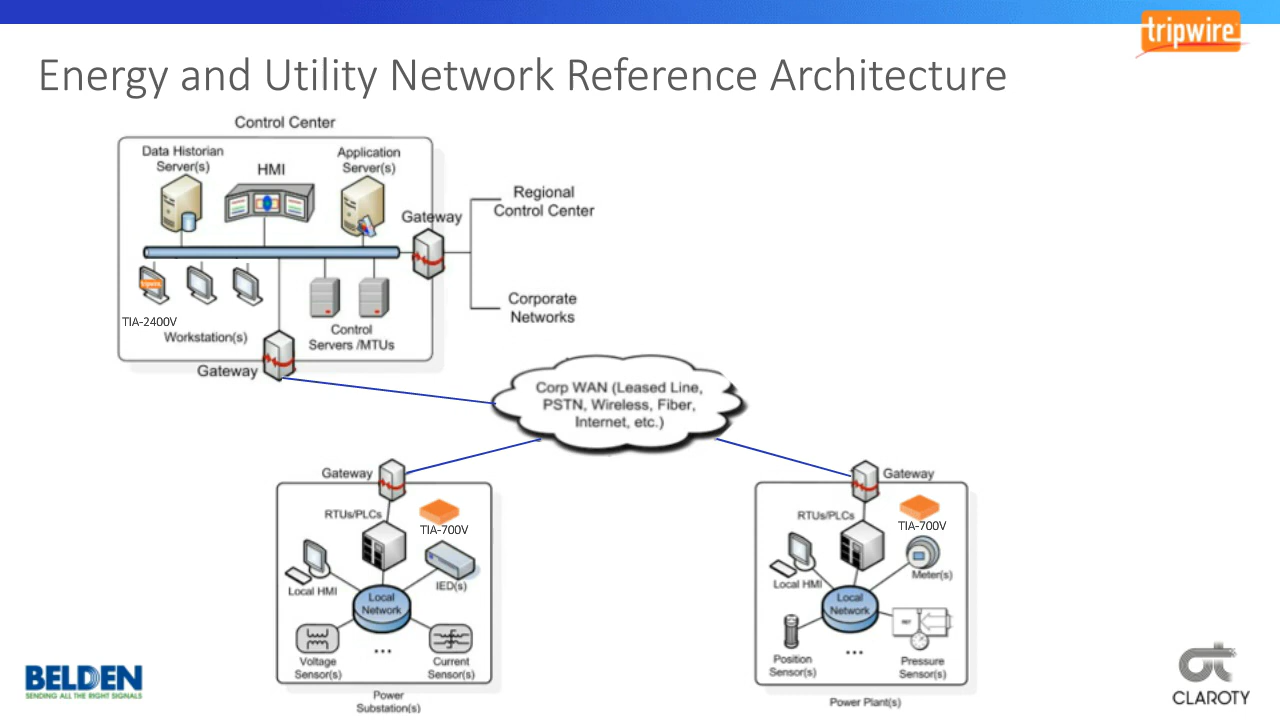 tripwire
Energy and Utility Network Reference Architecture
Control Center
Data Historian
Server(s)
HMI
Application
Server(s)
Gateway
Regional
Control Center
Corporate
Networks
tripwire
TIA-2400V
Workstation(s)
Control
Servers /MTUs
Gateway
Corp WAN (Leased Line,
PSTN, Wireless, Fiber,
Internet, etc.)
Gateway
RTUs/PLCs
TIA-700V
Local HMI
IED(s)
Local
Network
Voltage
Sensor(s)
...
Current
Sensor(s)
Power
Substation(s)
Gateway
RTUs/PLCs
TIA-700V
Local HMI
Meter(s)
Local
Network
Position
Sensor(s)
...
Pressure
Sensor(s)
Power Plant(s)
BELDEN
SENDING ALL THE RIGHT SIGNALS
CLAROTY